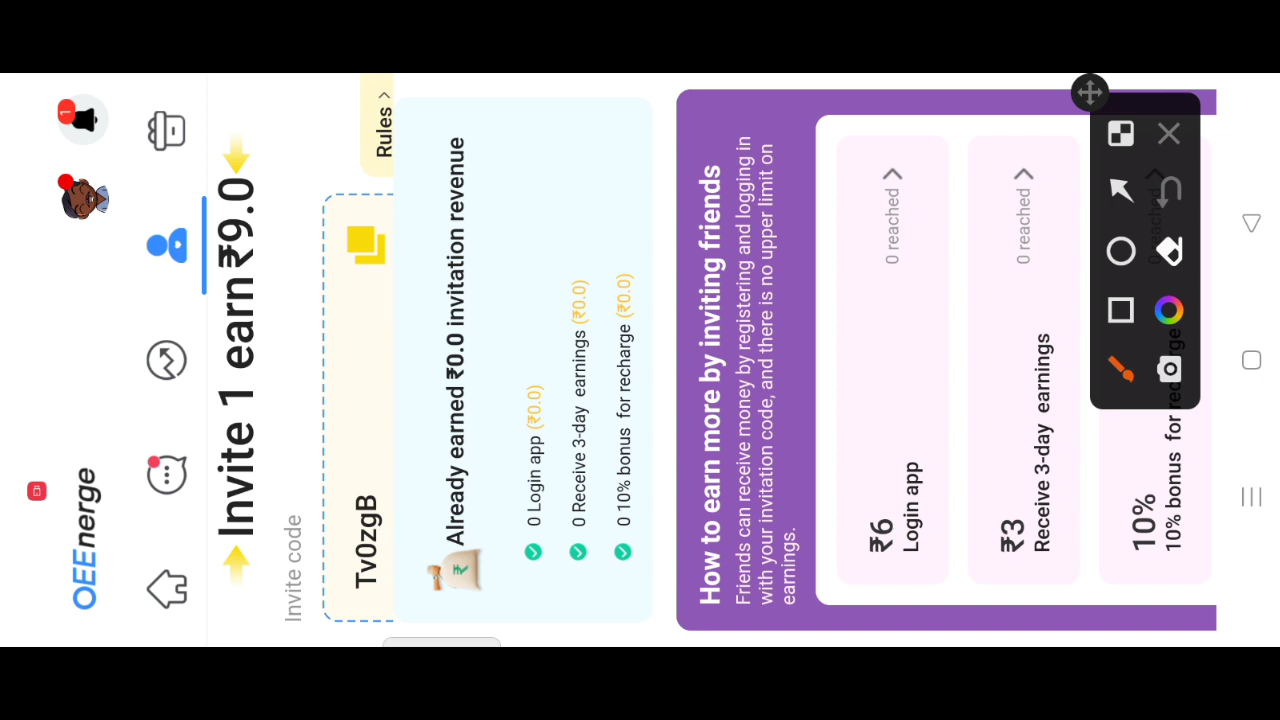 OEEnerge
1
Invite 1 earn ₹9.0
Invite code
Rules >
Tv0zgB
Already earned ₹0.0 invitation revenue
0 Login app (₹0.0)
0 Receive 3-day earnings (₹0.0)
0 10% bonus for recharge (₹0.0)
How to earn more by inviting friends
Friends can receive money by registering and logging in
with your invitation code, and there is no upper limit on
earnings.
₹6
Login app
0 reached >
₹3
Receive 3-day earnings
0 reached >
10%
10% bonus for recharge
0 reached >